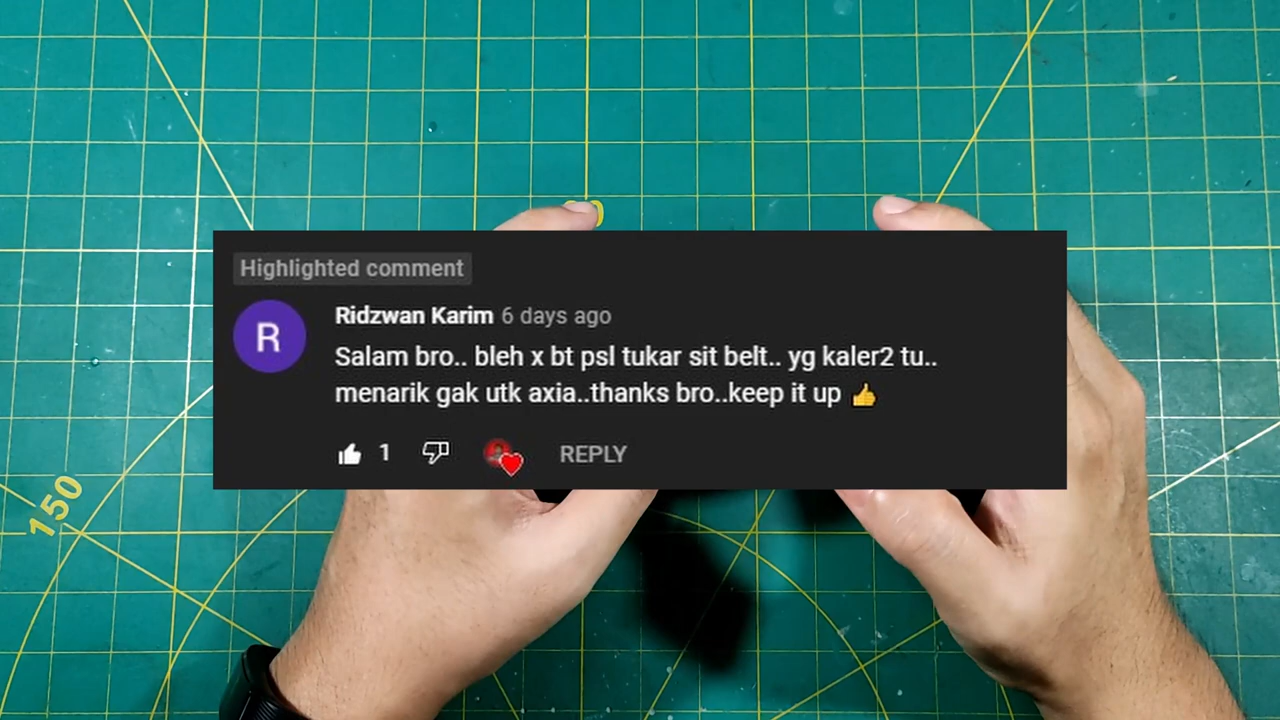 Highlighted comment
R
Ridzwan Karim 6 days ago
Salam bro.. bleh x bt psl tukar sit belt.. yg kaler2 tu..
menarik gak utk axia..thanks bro..keep it up 👍
1
REPLY
150